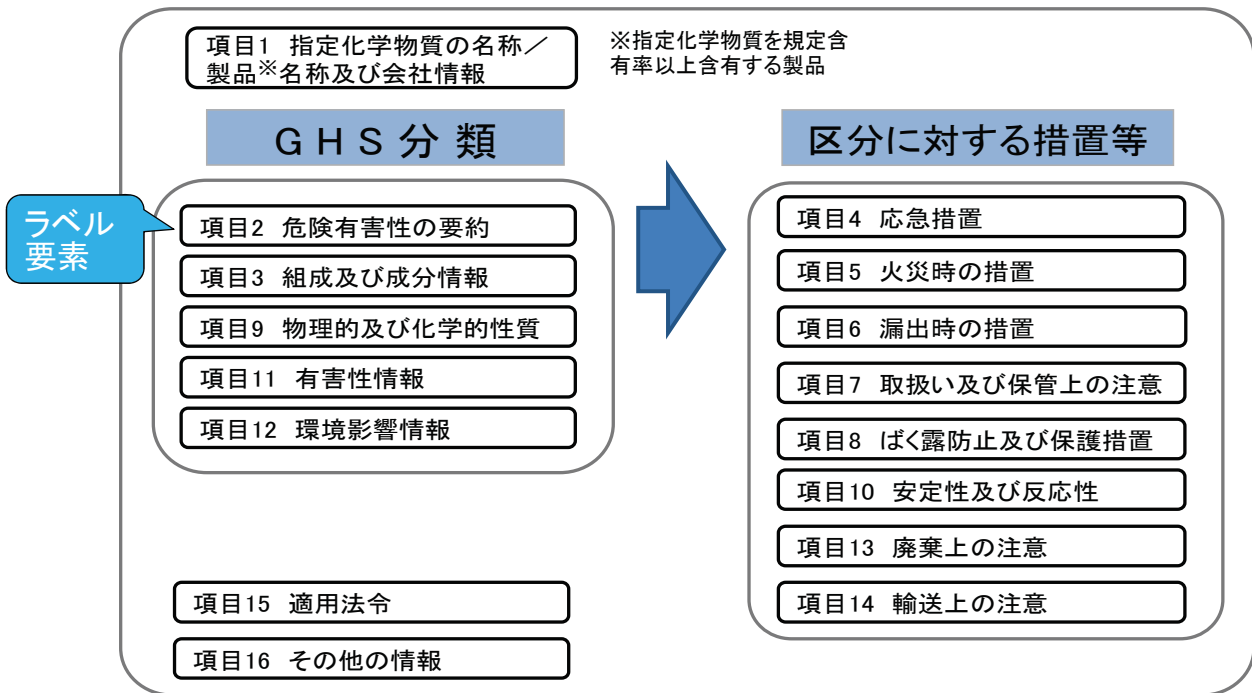 項目1 指定化学物質の名称／
製品※名称及び会社情報
※指定化学物質を規定含
有率以上含有する製品
ＧＨＳ分類
区分に対する措置等
ラベル
要素
項目2 危険有害性の要約
項目3 組成及び成分情報
項目9 物理的及び化学的性質
項目11 有害性情報
項目12 環境影響情報
項目4 応急措置
項目5 火災時の措置
項目6 漏出時の措置
項目7 取扱い及び保管上の注意
項目8 ばく露防止及び保護措置
項目10 安定性及び反応性
項目13 廃棄上の注意
項目14 輸送上の注意
項目15 適用法令
項目16 その他の情報